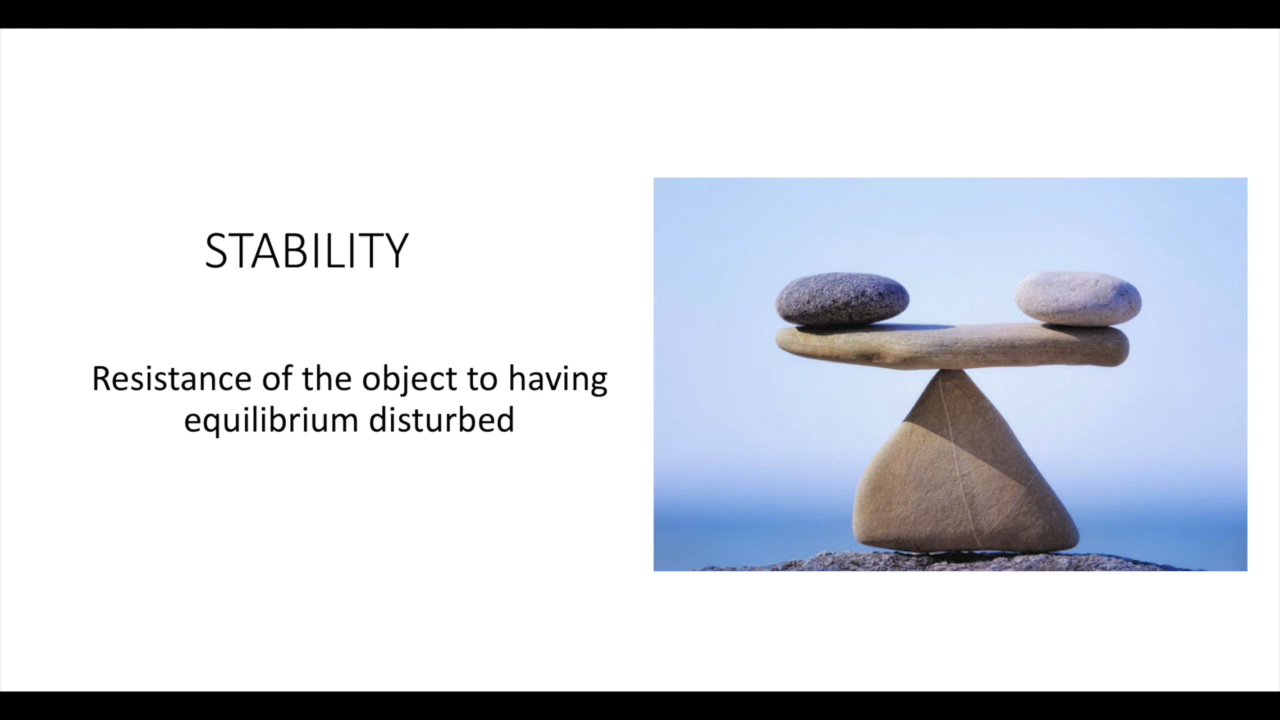 STABILITY
Resistance of the object to having
equilibrium disturbed